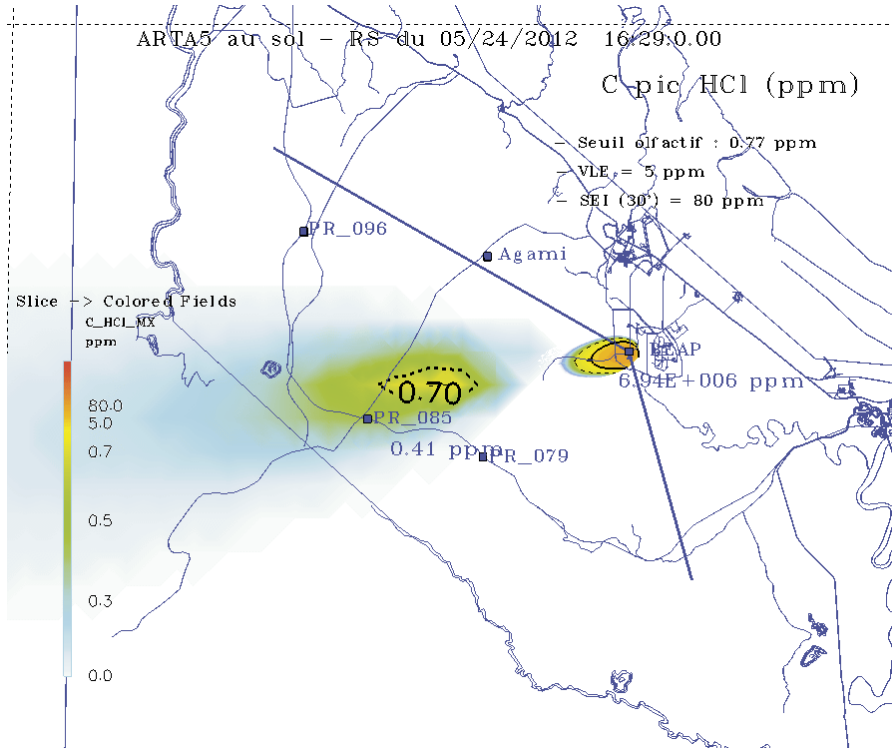 ARTA5 au sol - RS du 05/24/2012 16:29:0.00
C pic HCl (ppm)
- Seuil olfactif : 0.77 ppm
- VLE = 5 ppm
- SEI (30') = 80 ppm
PR_096
Agami
Slice -> Colored Fields
C_HCl_MX
ppm
BEAP
6.94E+006 ppm
0.70
80.0
5.0
0.7
0.5
0.3
0.0
PR_085
0.41 ppm
PR_079